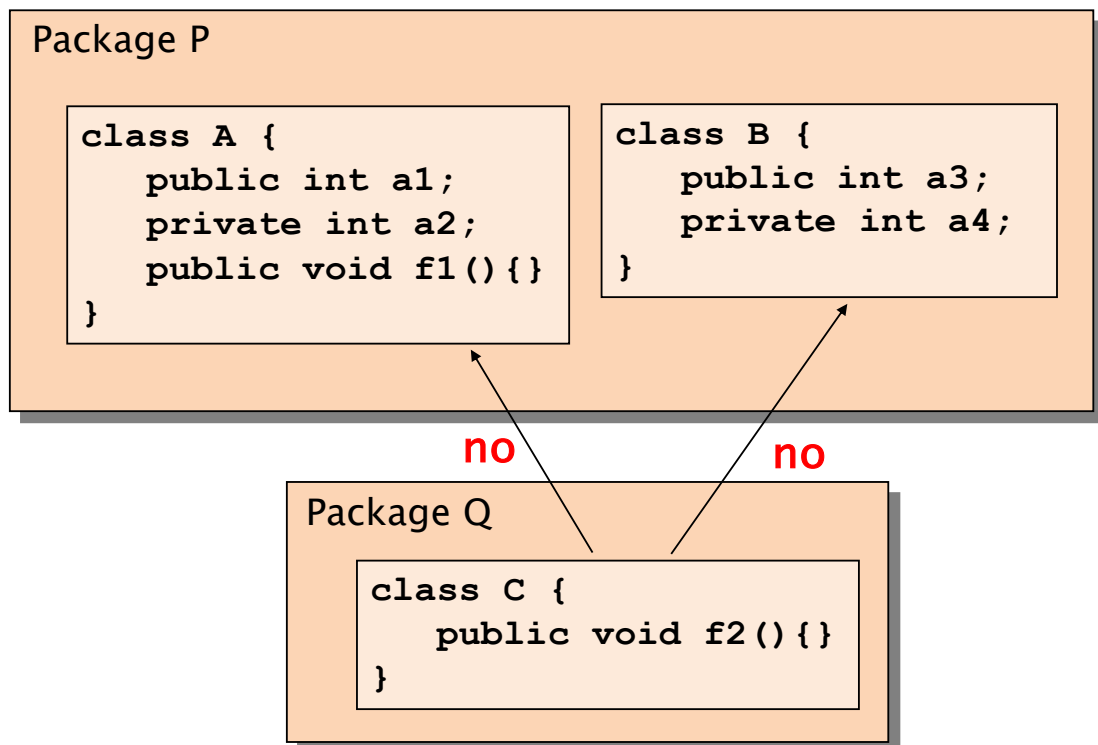 Package P
class A {
public int a1;
private int a2;
public void f1(){}
}
class B {
public int a3;
private int a4;
}
no
no
Package Q
class C {
public void f2(){}
}